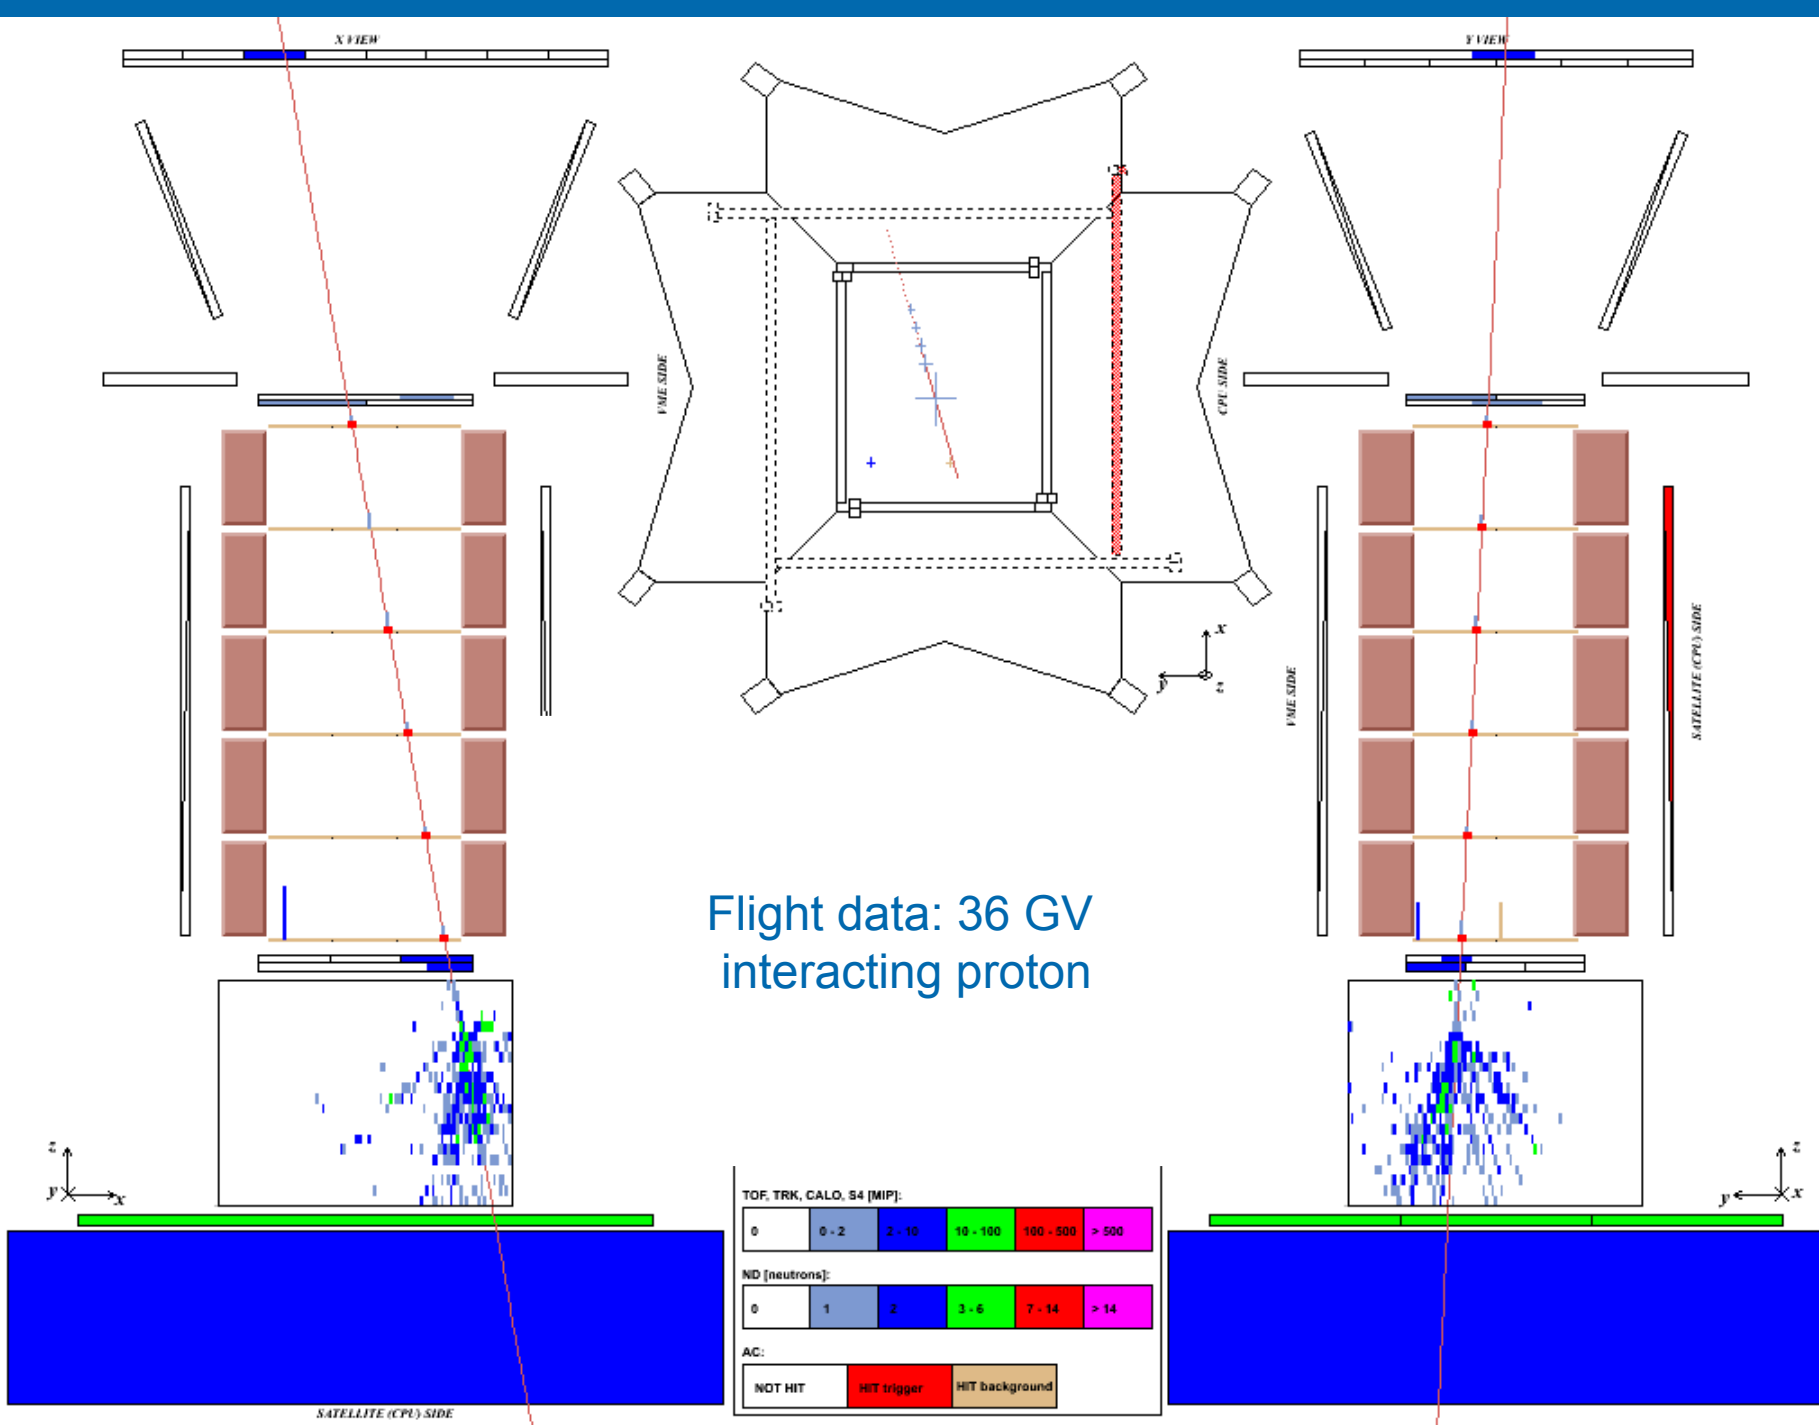 X VIEW
Y VIEW
VME SIDE
CPU SIDE
x
y
z
VME SIDE
SATELLITE (CPU) SIDE
Flight data: 36 GV
interacting proton
z
y
x
z
y
x
TOF, TRK, CALO, S4 [MIP]:
0 0 - 2 2 - 10 10 - 100 100 - 500 > 500
ND [neutrons]:
0 1 2 3 - 6 7 - 14 > 14
AC:
NOT HIT HIT trigger HIT background
SATELLITE (CPU) SIDE